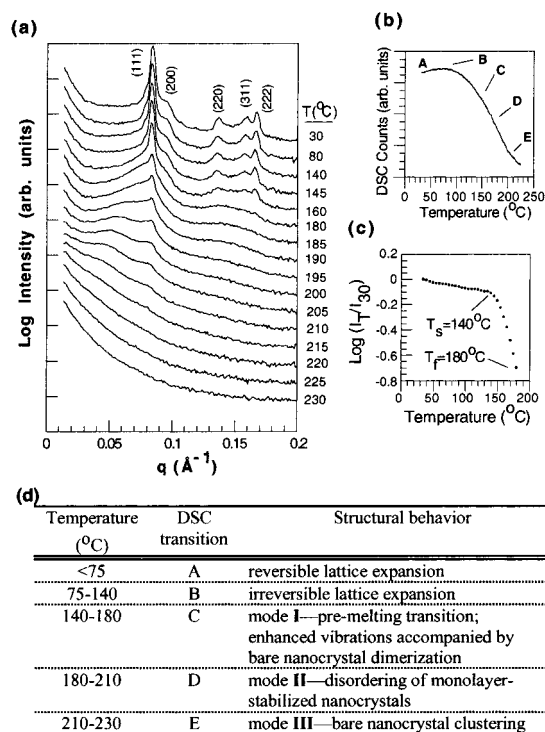 (a)
Log Intensity (arb. units)
(111)
(200)
(220)
(311)
(222)
T(°C)
30
80
140
145
160
180
185
190
195
200
205
210
215
220
225
230
0
0.05
0.1
0.15
0.2
q (Å⁻¹)
(b)
DSC Counts (arb. units)
A
B
C
D
E
0 50 100 150 200 250
Temperature (°C)
(c)
Log (I_T/I_30)
0.2
0
-0.2
-0.4
-0.6
-0.8
T_s=140°C
T_f=180°C
0 50 100 150 200
Temperature (°C)
(d)
Temperature (°C)
DSC transition
Structural behavior
<75 A reversible lattice expansion
75-140 B irreversible lattice expansion
140-180 C mode I—pre-melting transition;
enhanced vibrations accompanied by
bare nanocrystal dimerization
180-210 D mode II—disordering of monolayer-
stabilized nanocrystals
210-230 E mode III—bare nanocrystal clustering